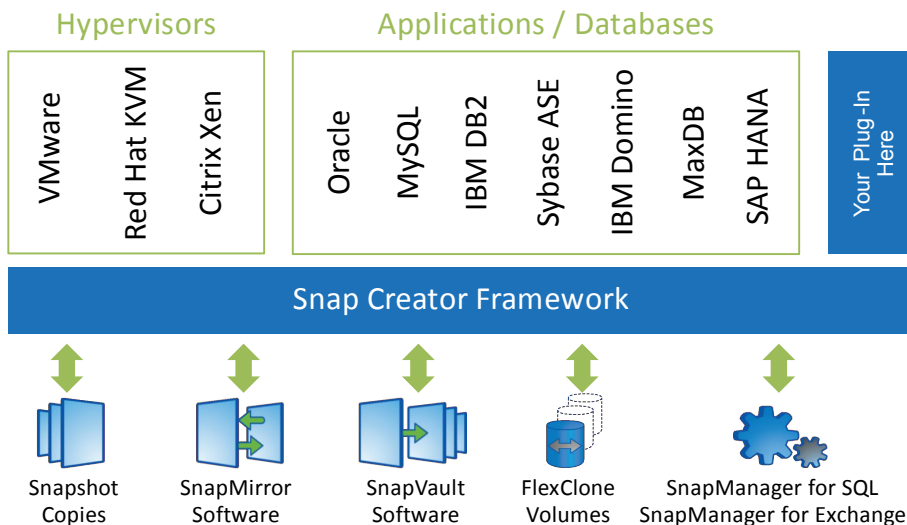 Hypervisors
Applications / Databases
VMware
Red Hat KVM
Citrix Xen
Oracle
MySQL
IBM DB2
Sybase ASE
IBM Domino
MaxDB
SAP HANA
Your Plug-In
Here
Snap Creator Framework
Snapshot
Copies
SnapMirror
Software
SnapVault
Software
FlexClone
Volumes
SnapManager for SQL
SnapManager for Exchange